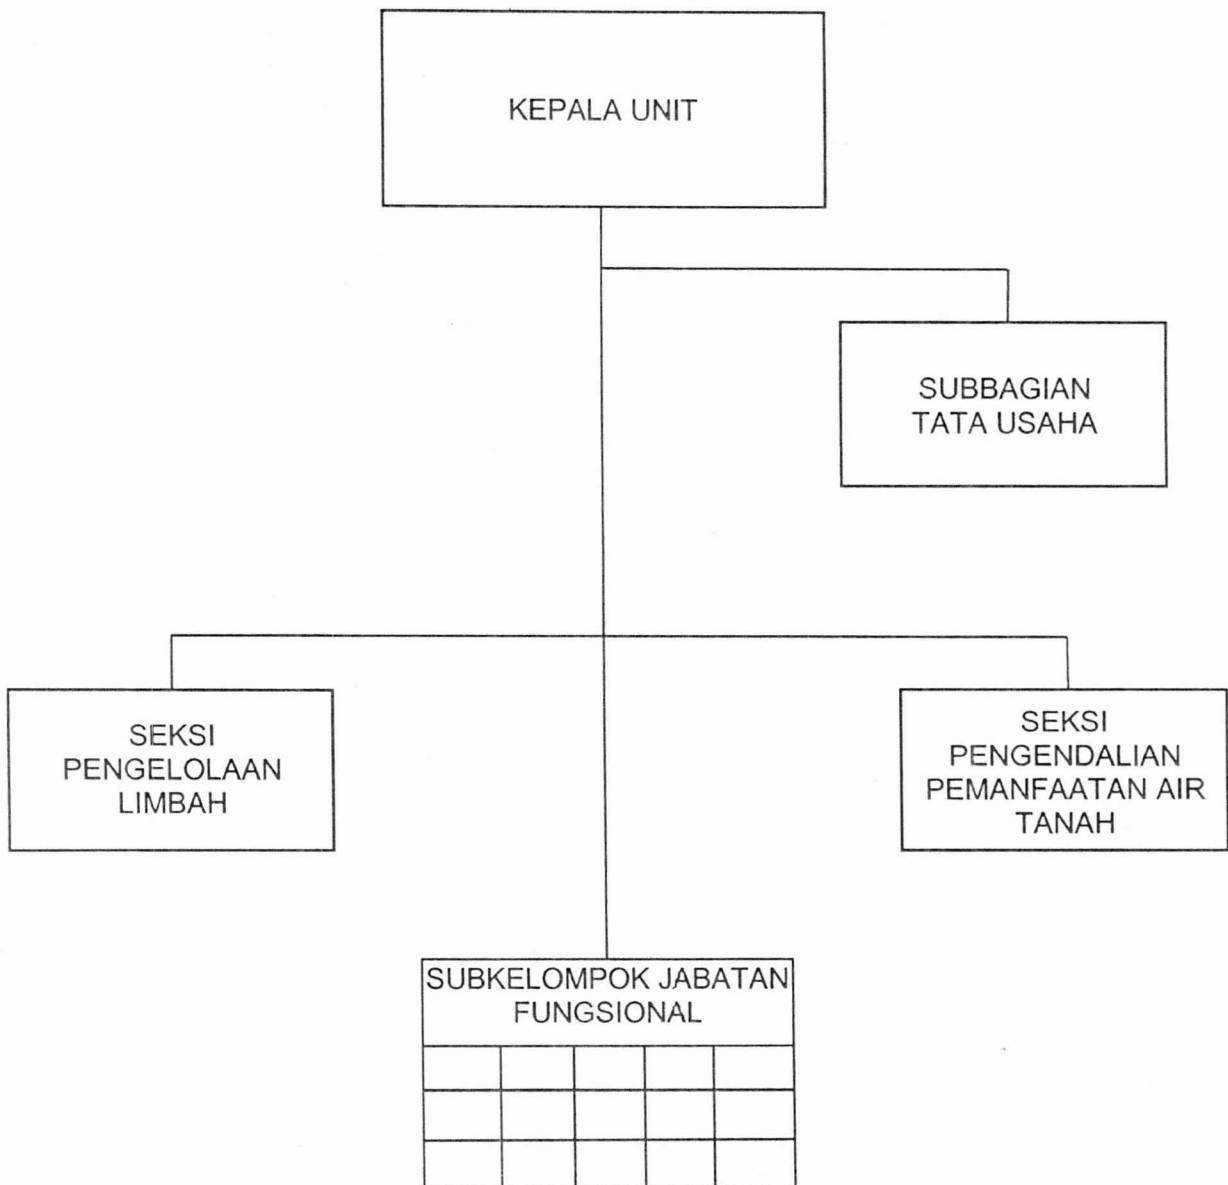 KEPALA UNIT
SUBBAGIAN
TATA USAHA
SEKSI
PENGELOLAAN
LIMBAH
SEKSI
PENGENDALIAN
PEMANFAATAN AIR
TANAH
SUBKELOMPOK JABATAN
FUNGSIONAL